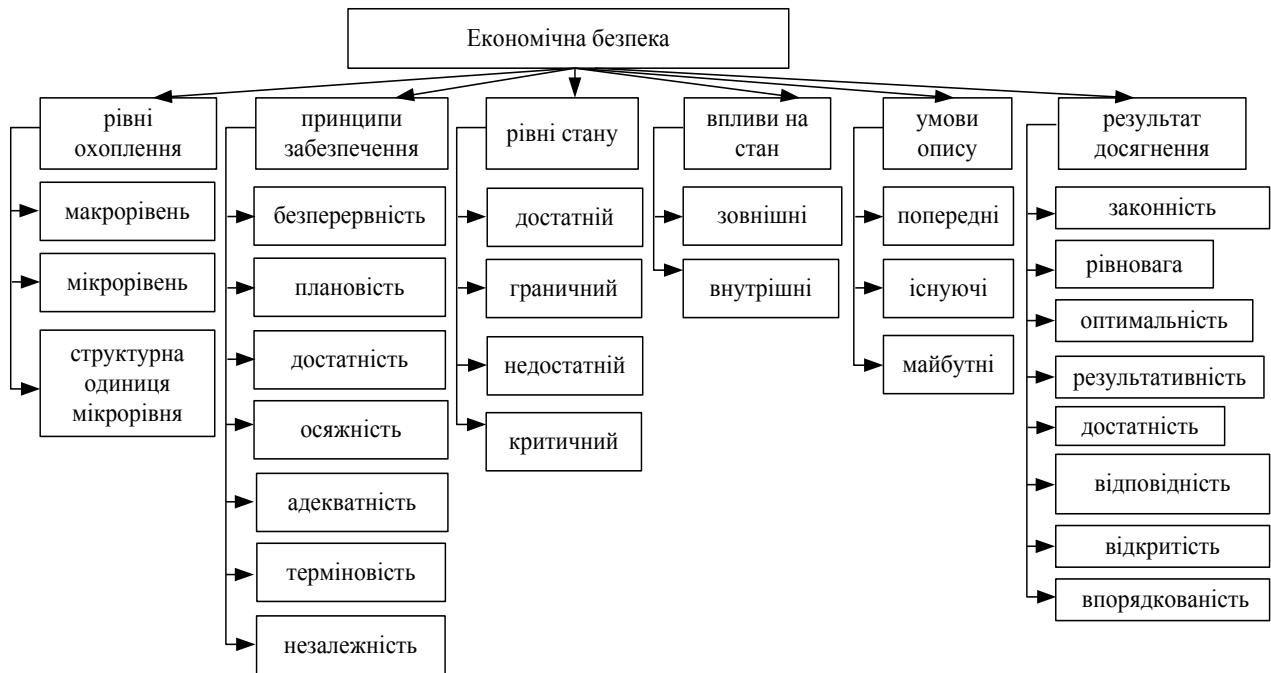 Економічна безпека
рівні
охоплення
макрорівень
мікрорівень
структурна
одиниця
мікрорівня
принципи
забезпечення
безперервність
плановість
достатність
осяжність
адекватність
терміновість
незалежність
рівні стану
достатній
граничний
недостатній
критичний
впливи на
стан
зовнішні
внутрішні
умови
опису
попередні
існуючі
майбутні
результат
досягнення
законність
рівновага
оптимальність
результативність
достатність
відповідність
відкритість
впорядкованість